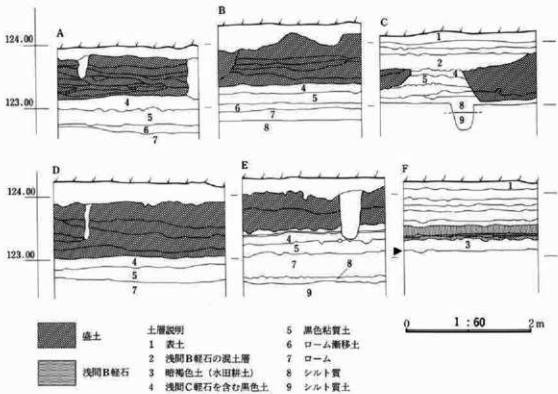 A
B
C
124.00
123.00
1
2
4
5
4
5
6
7
4
5
6
7
8
8
9
D
E
F
124.00
123.00
1
3
4
5
7
4
5
7
8
9
盛土
浅間B軽石
土層説明
1 表土
2 浅間B軽石の混土層
3 暗褐色土（水田耕土）
4 浅間C軽石を含む黒色土
5 黒色粘質土
6 ローム漸移土
7 ローム
8 シルト質
9 シルト質土
0 1:60 2m